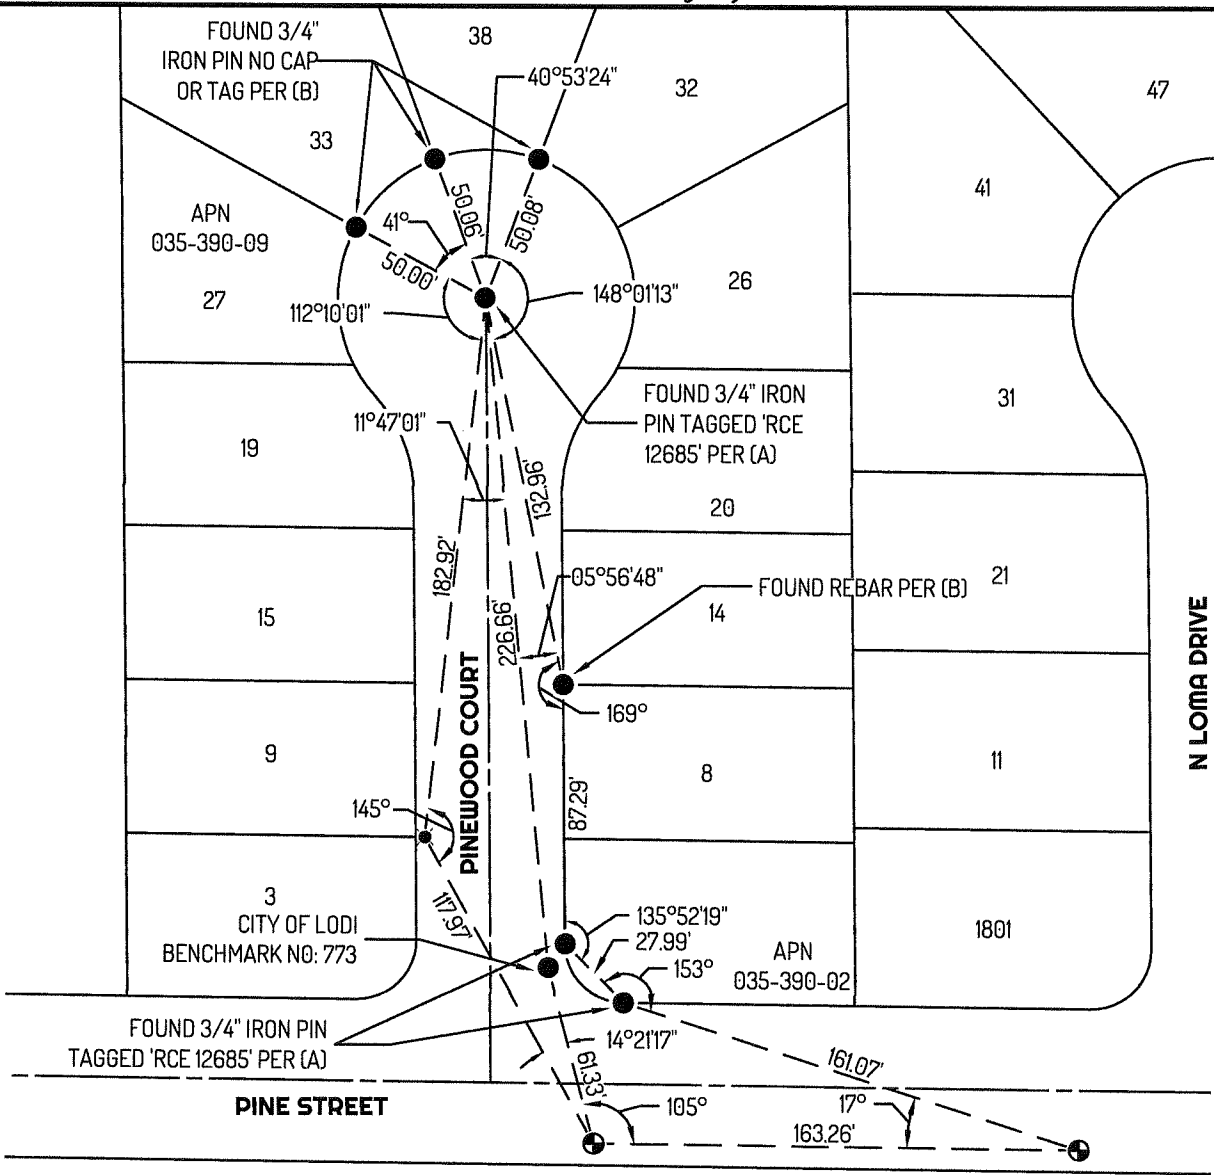 FOUND 3/4"
IRON PIN NO CAP
OR TAG PER (B)
38
40°53'24"
32
47
33
41
APN
035-390-09
41°
50.06'
50.08'
50.00'
27
112°10'01"
148°01'13"
26
31
FOUND 3/4" IRON
PIN TAGGED 'RCE
12685' PER (A)
11°47'01"
19
132.96'
20
182.92'
05°56'48"
FOUND REBAR PER (B)
21
15
226.66'
14
PINEWOOD COURT
N LOMA DRIVE
169°
9
8
11
145°
87.29'
3
117.97'
CITY OF LODI
BENCHMARK NO: 773
135°52'19"
27.99'
153°
APN
035-390-02
1801
FOUND 3/4" IRON PIN
TAGGED 'RCE 12685' PER (A)
14°21'17"
61.33'
161.07'
PINE STREET
105°
17°
163.26'